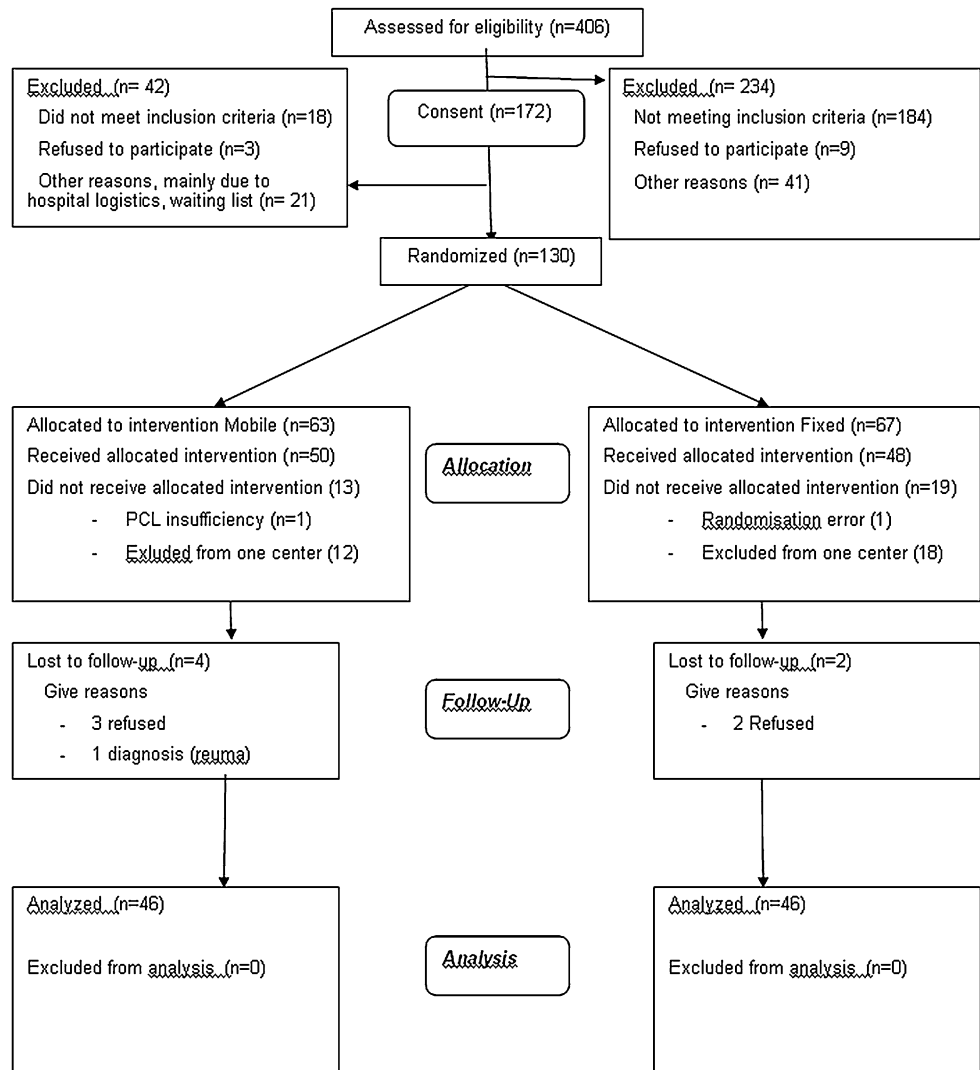 Assessed for eligibility (n=406)
Excluded (n= 42)
Did not meet inclusion criteria (n=18)
Refused to participate (n=3)
Other reasons, mainly due to
hospital logistics, waiting list (n= 21)
Consent (n=172)
Excluded (n= 234)
Not meeting inclusion criteria (n=184)
Refused to participate (n=9)
Other reasons (n= 41)
Randomized (n=130)
Allocated to intervention Mobile (n=63)
Received allocated intervention (n=50)
Did not receive allocated intervention (13)
- PCL insufficiency (n=1)
- Exluded from one center (12)
Allocation
Allocated to intervention Fixed (n=67)
Received allocated intervention (n=48)
Did not receive allocated intervention (n=19)
- Randomisation error (1)
- Excluded from one center (18)
Lost to follow-up (n=4)
Give reasons
- 3 refused
- 1 diagnosis (reuma)
Follow-Up
Lost to follow-up (n=2)
Give reasons
- 2 Refused
Analyzed (n=46)
Excluded from analysis (n=0)
Analysis
Analyzed (n=46)
Excluded from analysis (n=0)